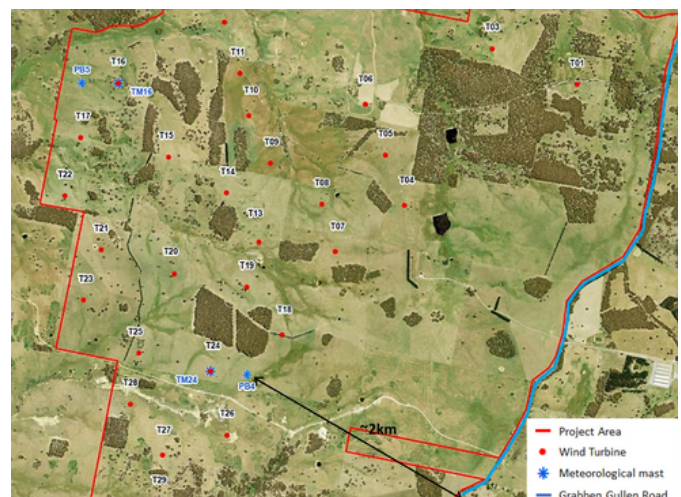 T03
T11
T16
PB5
TM16
T01
T06
T10
T17
T05
T15
T09
T14
T22
T08
T04
T13
T07
T21
T20
T19
T23
T18
T25
T24
TM24
PB4
T28
T26
~2km
T27
T29
Project Area
Wind Turbine
Meteorological mast
Grabben Gullen Road